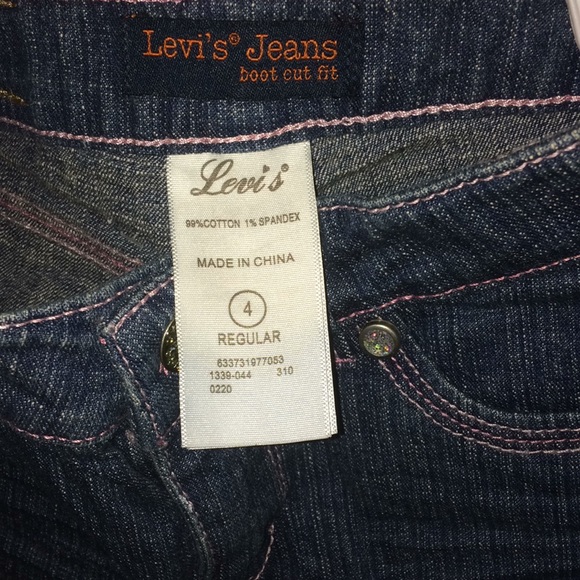 Levi's® Jeans
boot cut fit
Levi's®
99%COTTON 1% SPANDEX
MADE IN CHINA
4
REGULAR
633731977053
1339-044 310
0220